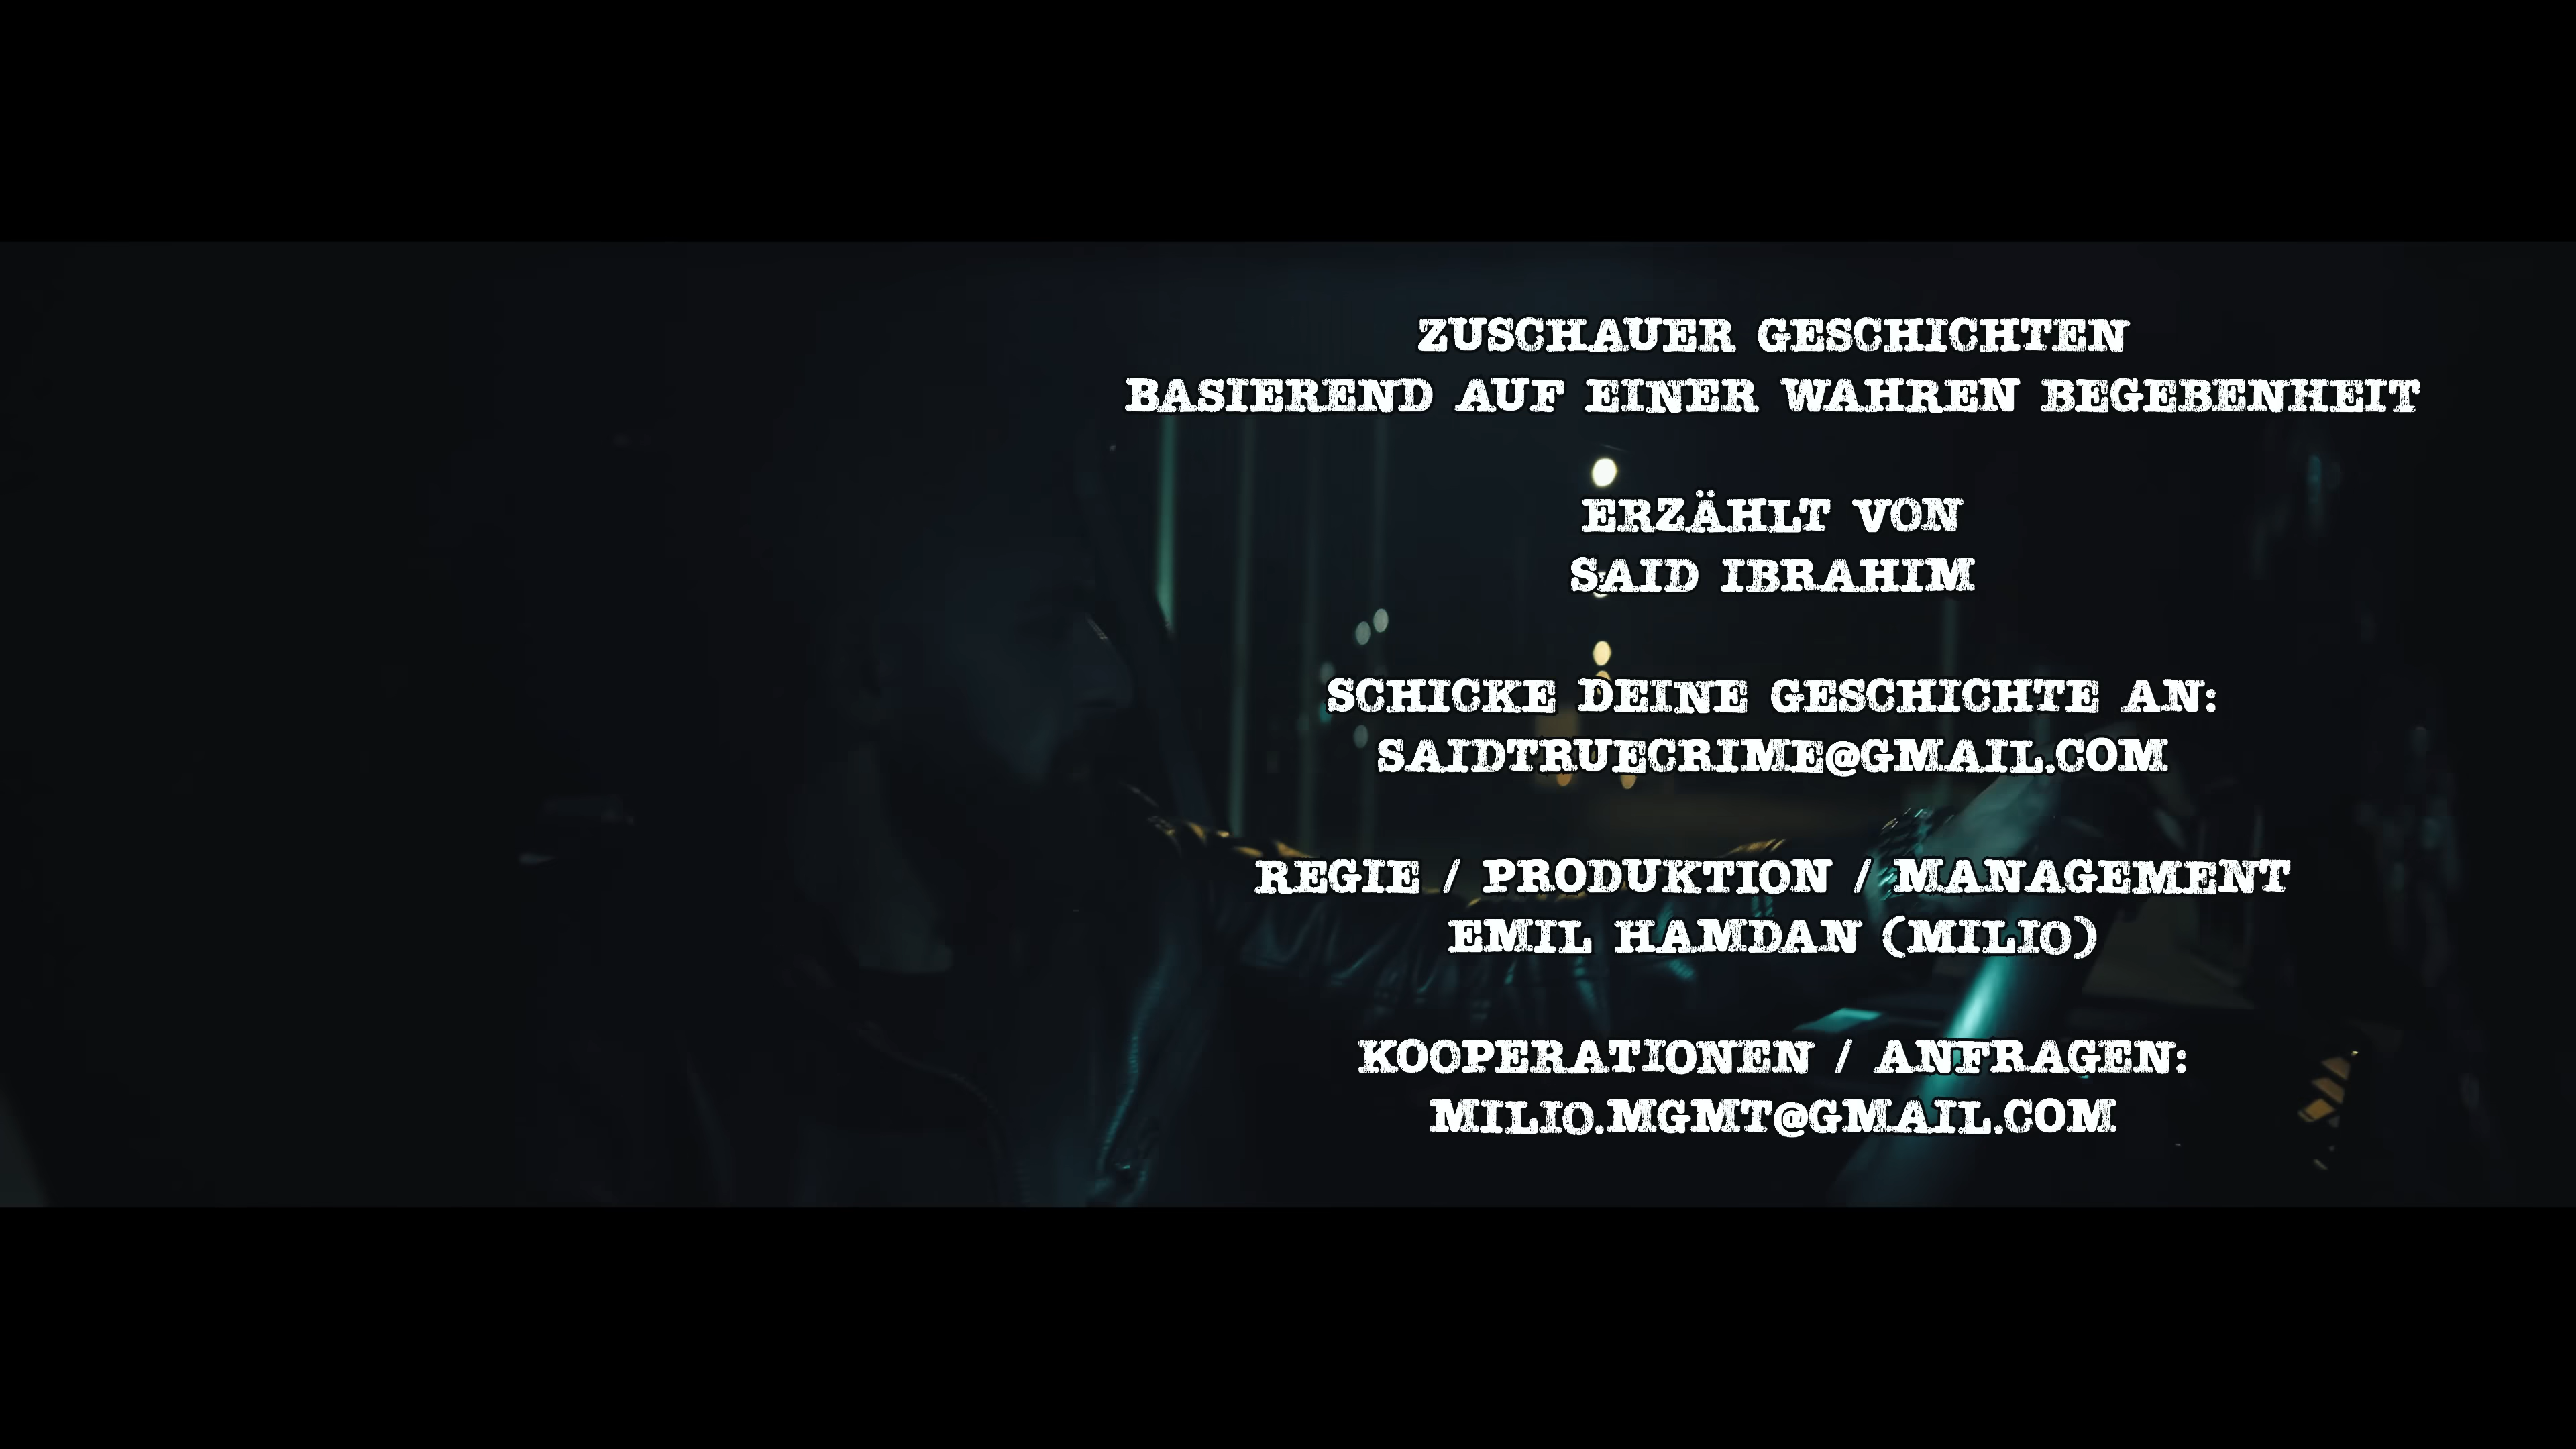 ZUSCHAUER GESCHICHTEN
BASIEREND AUF EINER WAHREN BEGEBENHEIT
ERZÄHLT VON
SAID IBRAHIM
SCHICKE DEINE GESCHICHTE AN:
SAIDTRUECRIME@GMAIL.COM
REGIE / PRODUKTION / MANAGEMENT
EMIL HAMDAN (MILIO)
KOOPERATIONEN / ANFRAGEN:
MILIO.MGMT@GMAIL.COM